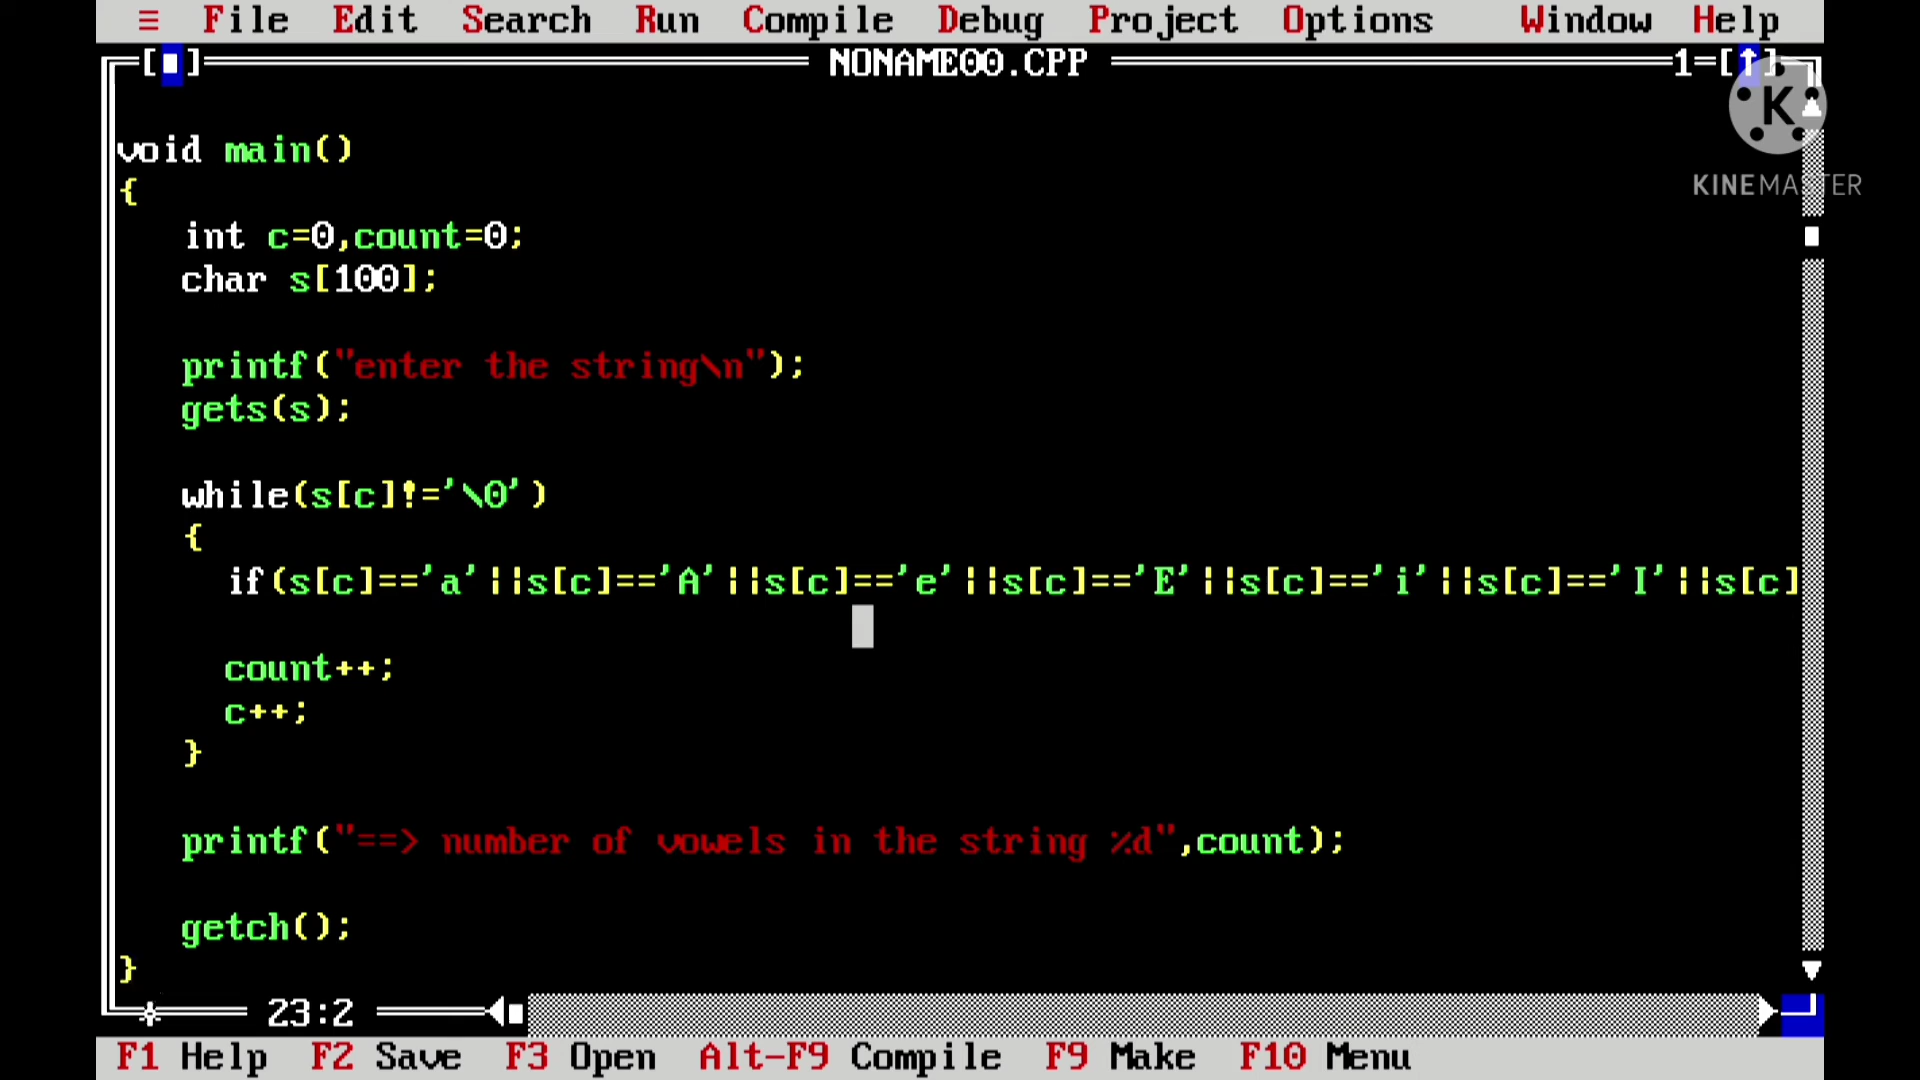 ≡ File Edit Search Run Compile Debug Project Options Window Help
[■] NONAME00.CPP 1=[↑]
K
KINEMASTER
void main()
{
int c=0,count=0;
char s[100];
printf("enter the string\n");
gets(s);
while(s[c]!='\0')
{
if(s[c]=='a'||s[c]=='A'||s[c]=='e'||s[c]=='E'||s[c]=='i'||s[c]=='I'||s[c]
count++;
c++;
}
printf("==> number of vowels in the string %d",count);
getch();
}
23:2
F1 Help F2 Save F3 Open Alt-F9 Compile F9 Make F10 Menu